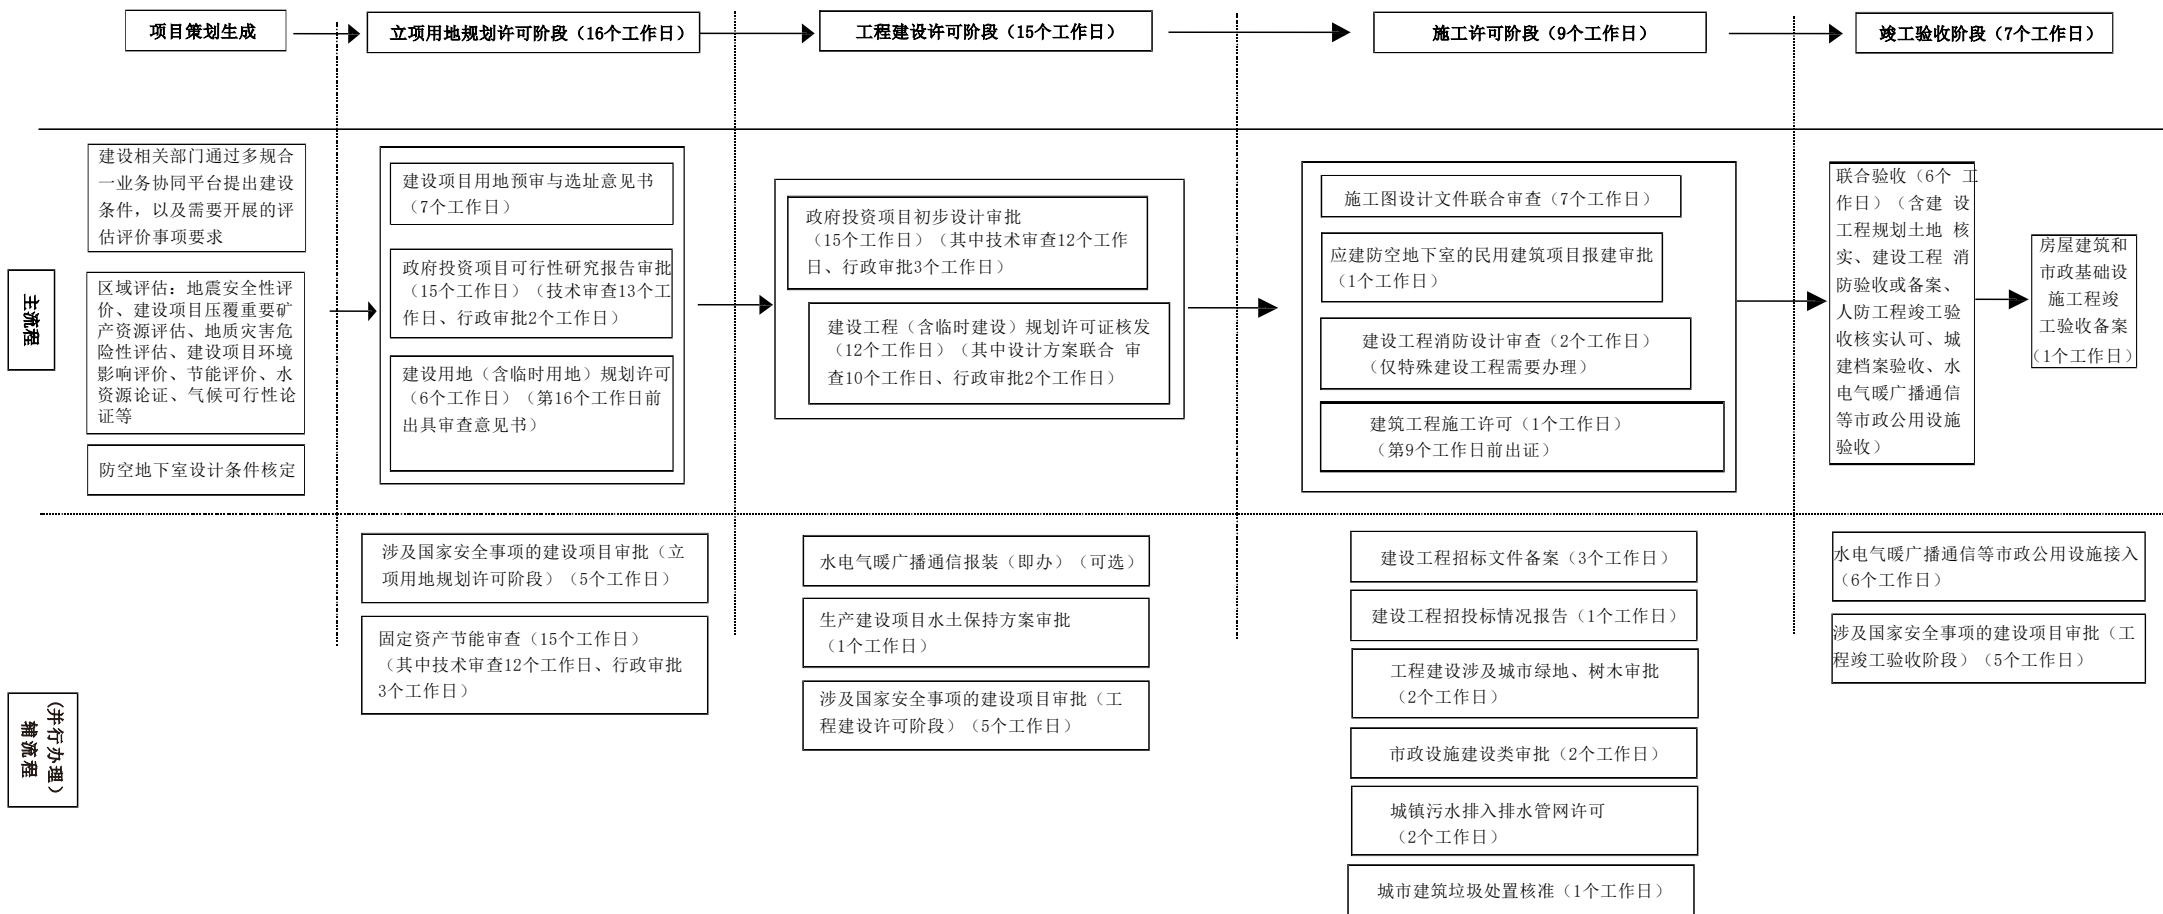 项目策划生成
立项用地规划许可阶段（16个工作日）
工程建设许可阶段（15个工作日）
施工许可阶段（9个工作日）
竣工验收阶段（7个工作日）
主流程
建设相关部门通过多规合
一业务协同平台提出建设
条件，以及需要开展的评
估评价事项要求
区域评估：地震安全性评
价、建设项目压覆重要矿
产资源评估、地质灾害危
险性评估、建设项目环境
影响评价、节能评价、水
资源论证、气候可行性论
证等
防空地下室设计条件核定
建设项目用地预审与选址意见书
（7个工作日）
政府投资项目可行性研究报告审批
（15个工作日）（技术审查13个工
作日、行政审批2个工作日）
建设用地（含临时用地）规划许可
（6个工作日）（第16个工作日前
出具审查意见书）
政府投资项目初步设计审批
（15个工作日）（其中技术审查12个工作
日、行政审批3个工作日）
建设工程（含临时建设）规划许可证核发
（12个工作日）（其中设计方案联合 审
查10个工作日、行政审批2个工作日）
施工图设计文件联合审查（7个工作日）
应建防空地下室的民用建筑项目报建审批
（1个工作日）
建设工程消防设计审查（2个工作日）
（仅特殊建设工程需要办理）
建筑工程施工许可（1个工作日）
（第9个工作日前出证）
联合验收（6个 工
作日）（含建 设
工程规划土地 核
实、建设工程 消
防验收或备案、
人防工程竣工验
收核实认可、城
建档案验收、水
电气暖广播通信
等市政公用设施
验收）
房屋建筑和
市政基础设
施工程竣
工验收备案
（1个工作日）
（并行办理）
辅流程
涉及国家安全事项的建设项目审批（立
项用地规划许可阶段）（5个工作日）
固定资产节能审查（15个工作日）
（其中技术审查12个工作日、行政审批
3个工作日）
水电气暖广播通信报装（即办）（可选）
生产建设项目水土保持方案审批
（1个工作日）
涉及国家安全事项的建设项目审批（工
程建设许可阶段）（5个工作日）
建设工程招标文件备案（3个工作日）
建设工程招投标情况报告（1个工作日）
工程建设涉及城市绿地、树木审批
（2个工作日）
市政设施建设类审批（2个工作日）
城镇污水排入排水管网许可
（2个工作日）
城市建筑垃圾处置核准（1个工作日）
水电气暖广播通信等市政公用设施接入
（6个工作日）
涉及国家安全事项的建设项目审批（工
程竣工验收阶段）（5个工作日）